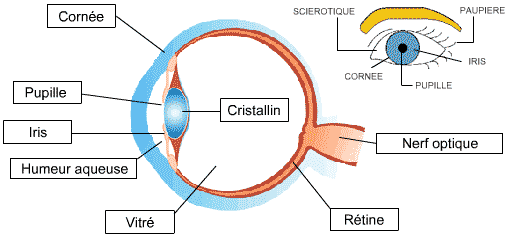 Cornée
SCIEROTIQUE
PAUPIERE
CORNEE
IRIS
PUPILLE
Pupille
Cristallin
Iris
Nerf optique
Humeur aqueuse
Vitré
Rétine